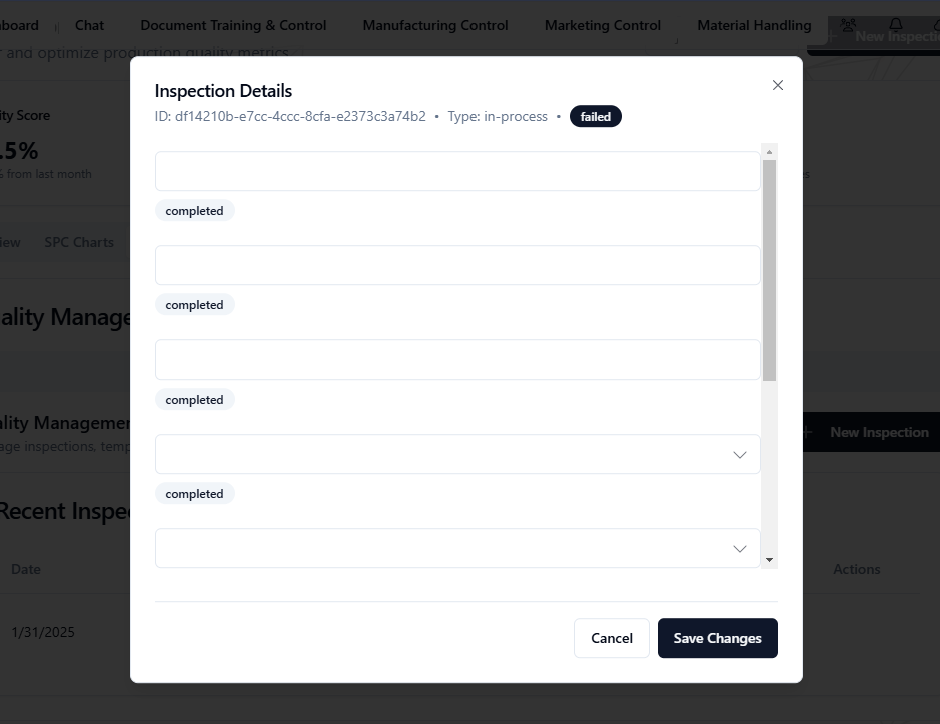 board Chat Document Training & Control Manufacturing Control Marketing Control Material Handling
r and optimize production quality metrics New Inspectio
Inspection Details
ID: df14210b-e7cc-4ccc-8cfa-e2373c3a74b2 • Type: in-process • failed
ity Score
.5%
% from last month
completed
iew SPC Charts
completed
ality Manage
completed
ality Managemen
age inspections, temp
New Inspection
completed
Recent Inspe
Date Actions
1/31/2025
Cancel Save Changes